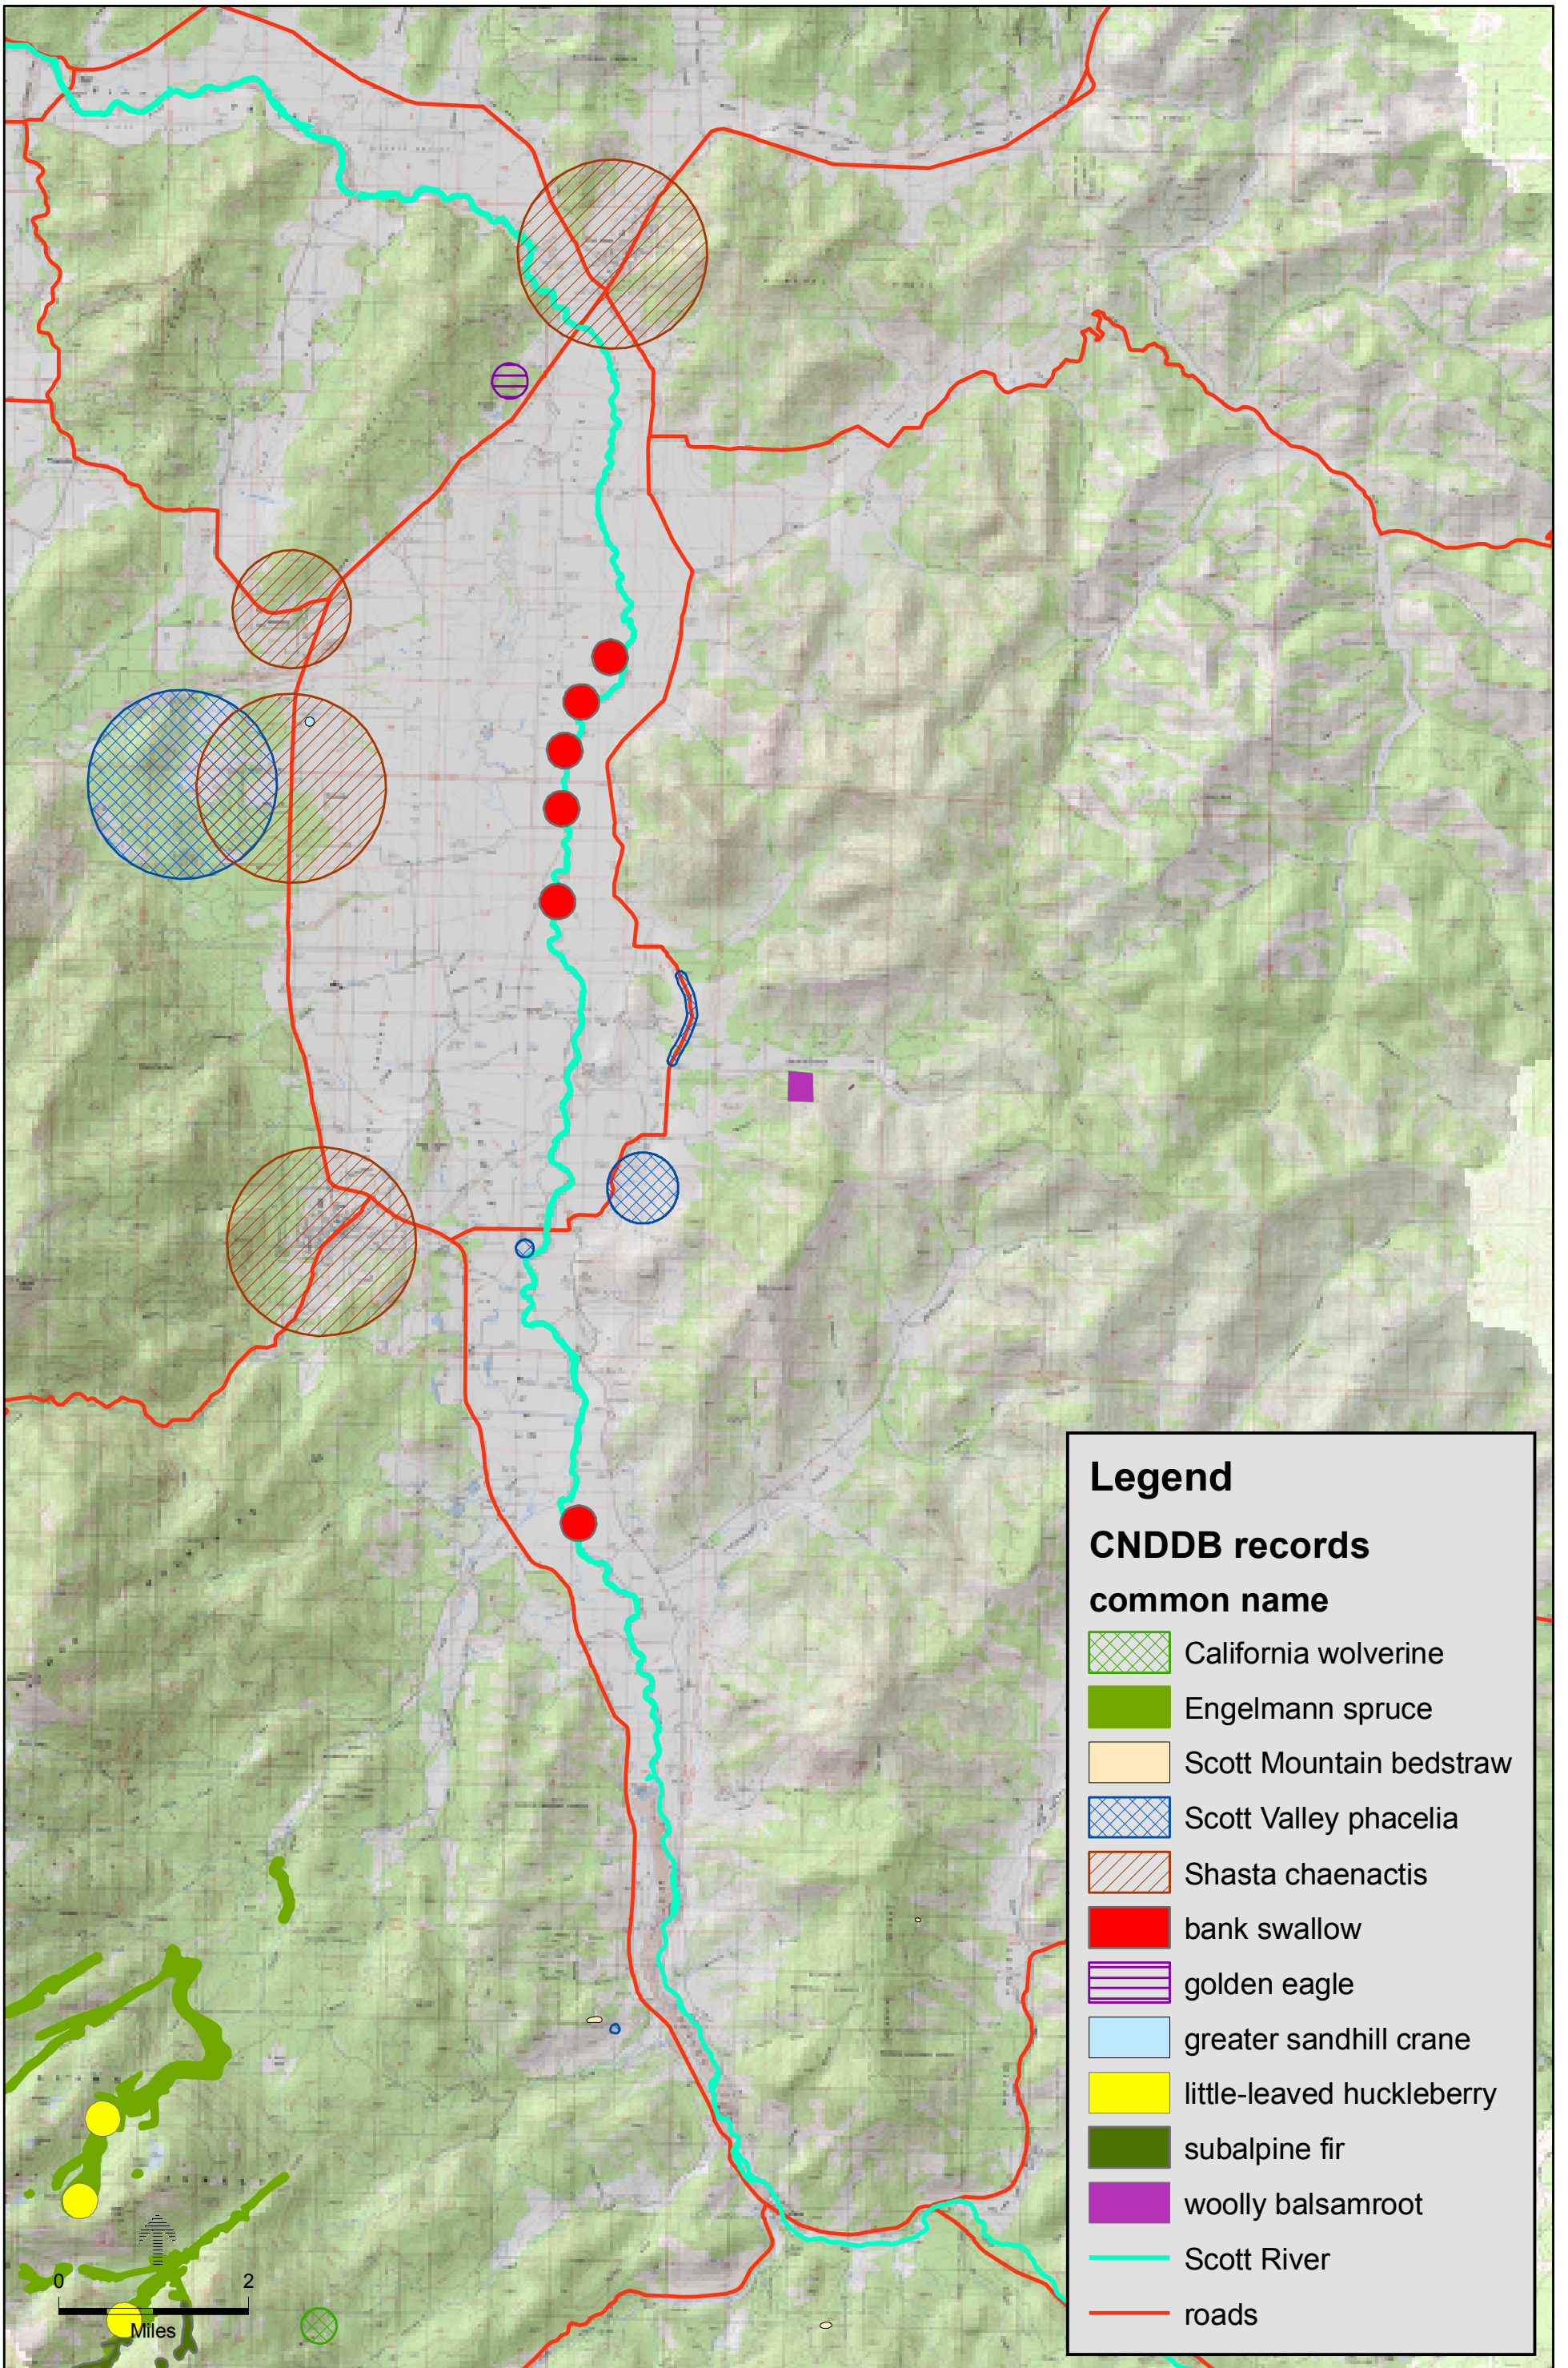 Legend
CNDDB records
common name
California wolverine
Engelmann spruce
Scott Mountain bedstraw
Scott Valley phacelia
Shasta chaenactis
bank swallow
golden eagle
greater sandhill crane
little-leaved huckleberry
subalpine fir
woolly balsamroot
Scott River
roads
0 2
Miles